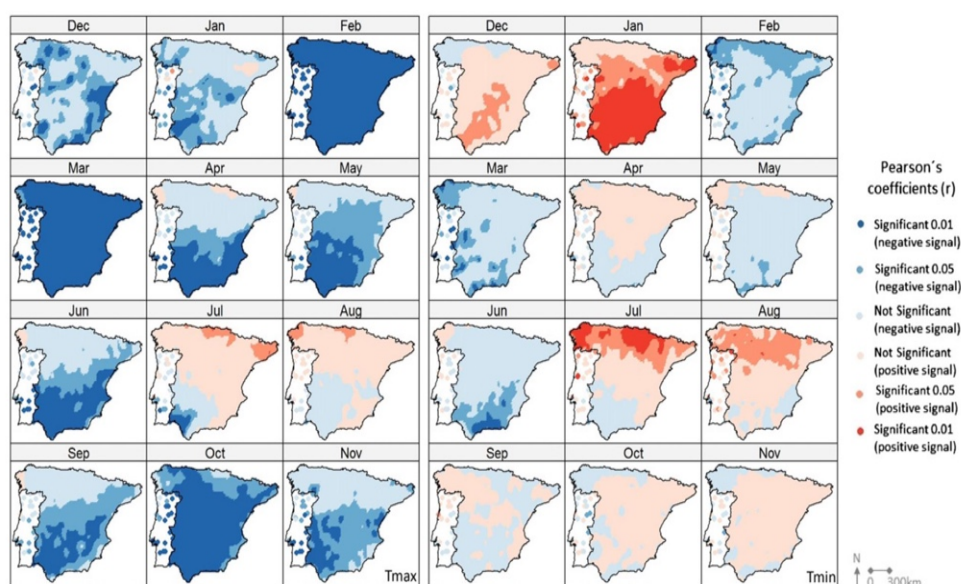 Dec Jan Feb Dec Jan Feb
Mar Apr May Mar Apr May
Jun Jul Aug Jun Jul Aug
Sep Oct Nov Sep Oct Nov
Tmax Tmin
Pearson´s
coefficients (r)
Significant 0.01
(negative signal)
Significant 0.05
(negative signal)
Not Significant
(negative signal)
Not Significant
(positive signal)
Significant 0.05
(positive signal)
Significant 0.01
(positive signal)
N
0 300km